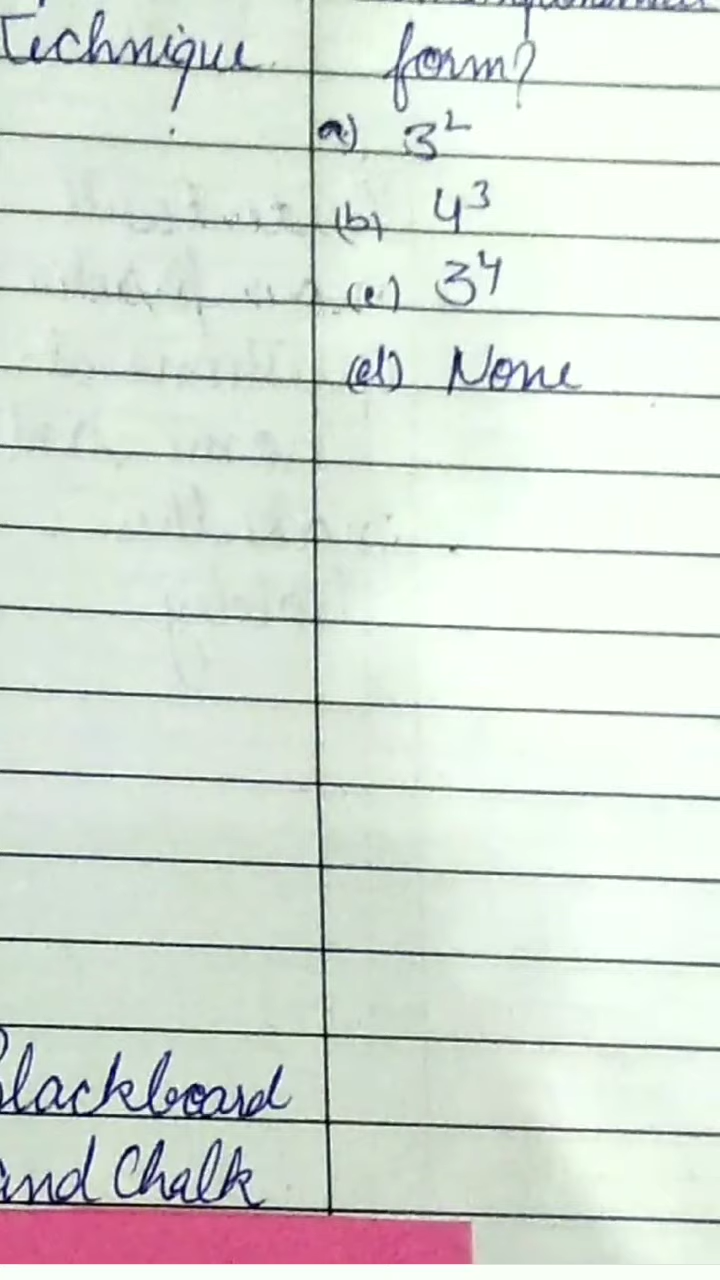 Technique
form?
a) 3²
(b) 4³
(c) 3⁴
(d) None
Blackboard
and Chalk